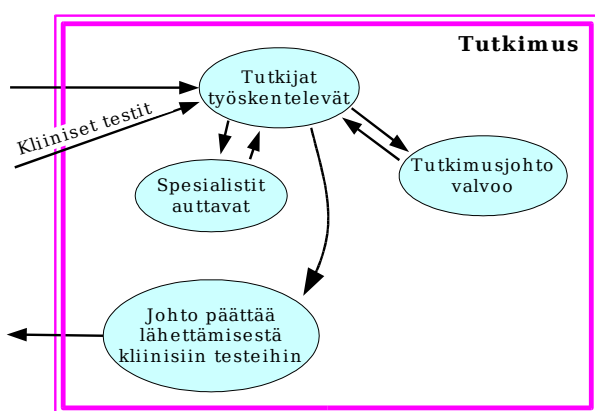 Tutkimus
Tutkijat
työskentelevät
Kliiniset testit
Tutkimusjohto
valvoo
Spesialistit
auttavat
Johto päättää
lähettämisestä
kliinisiin testeihin